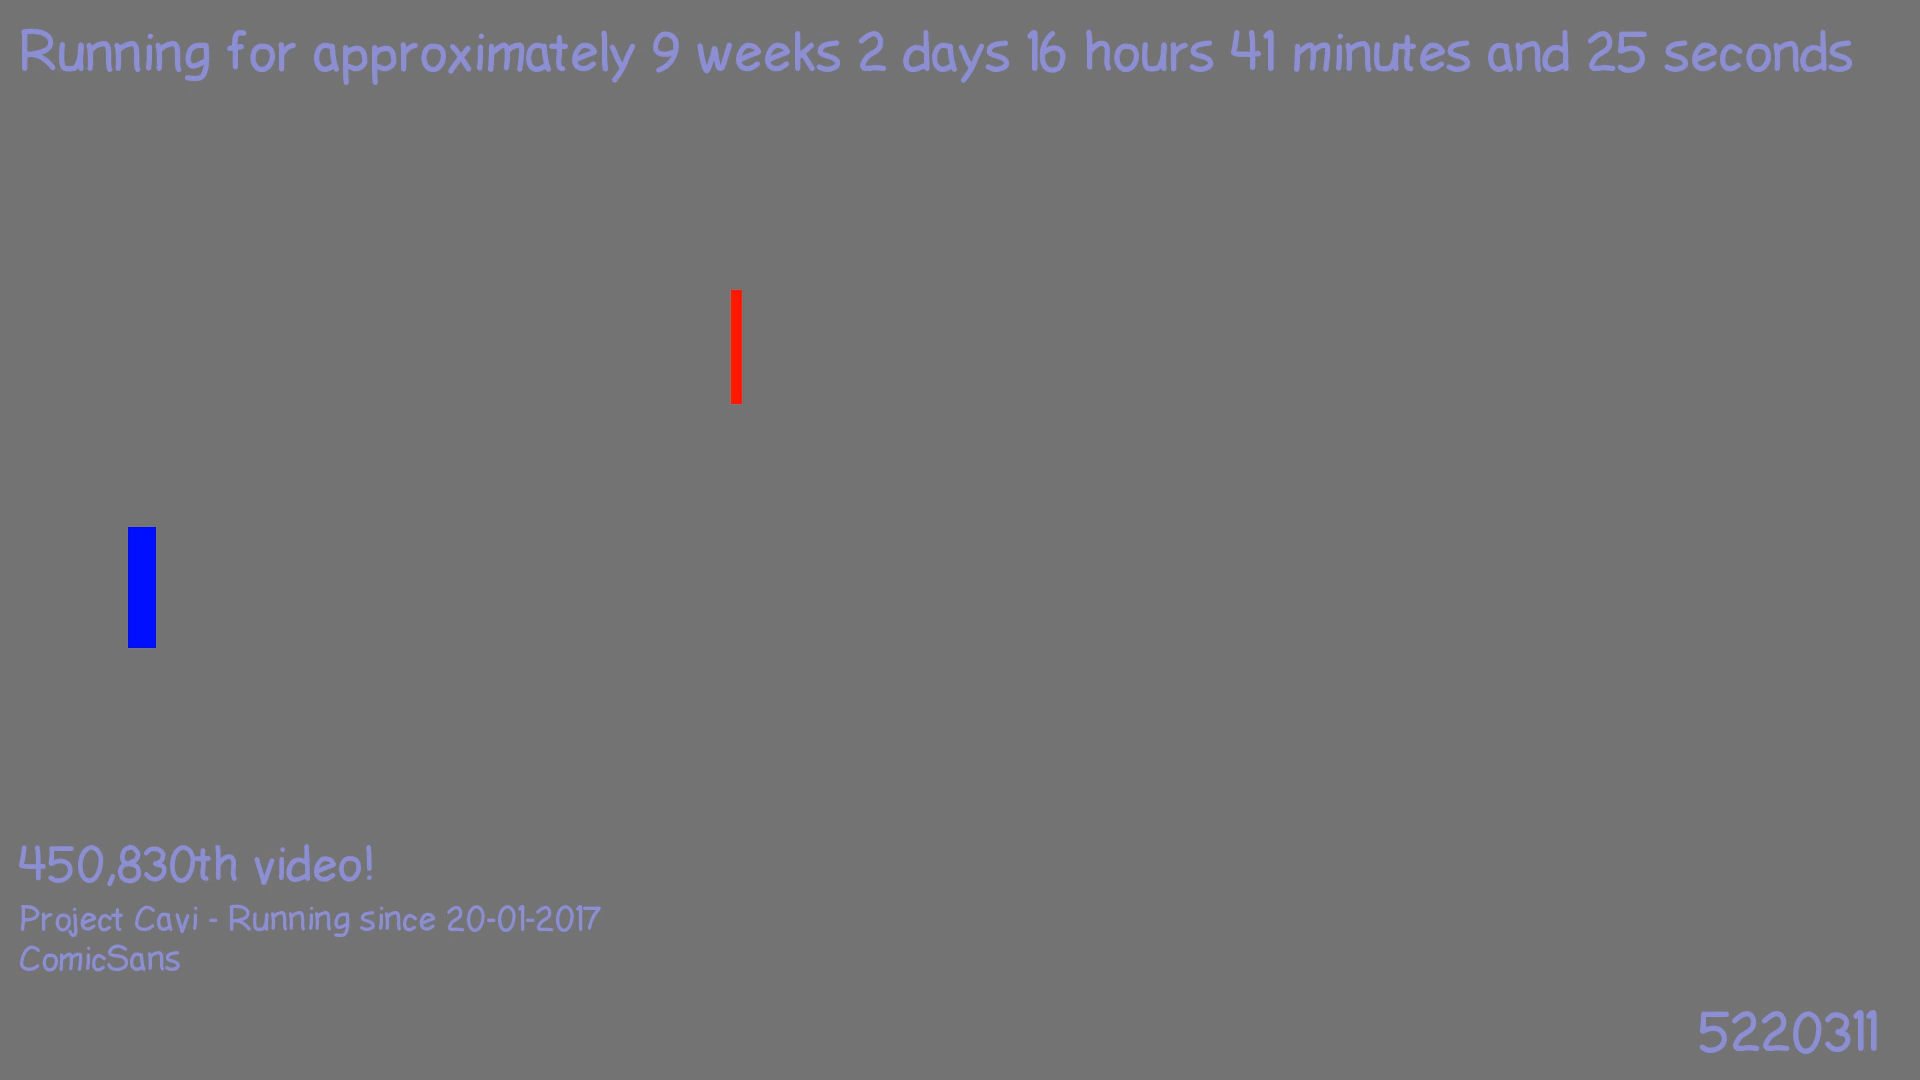 Running for approximately 9 weeks 2 days 16 hours 41 minutes and 25 seconds
450,830th video!
Project Cavi - Running since 20-01-2017
ComicSans
5220311